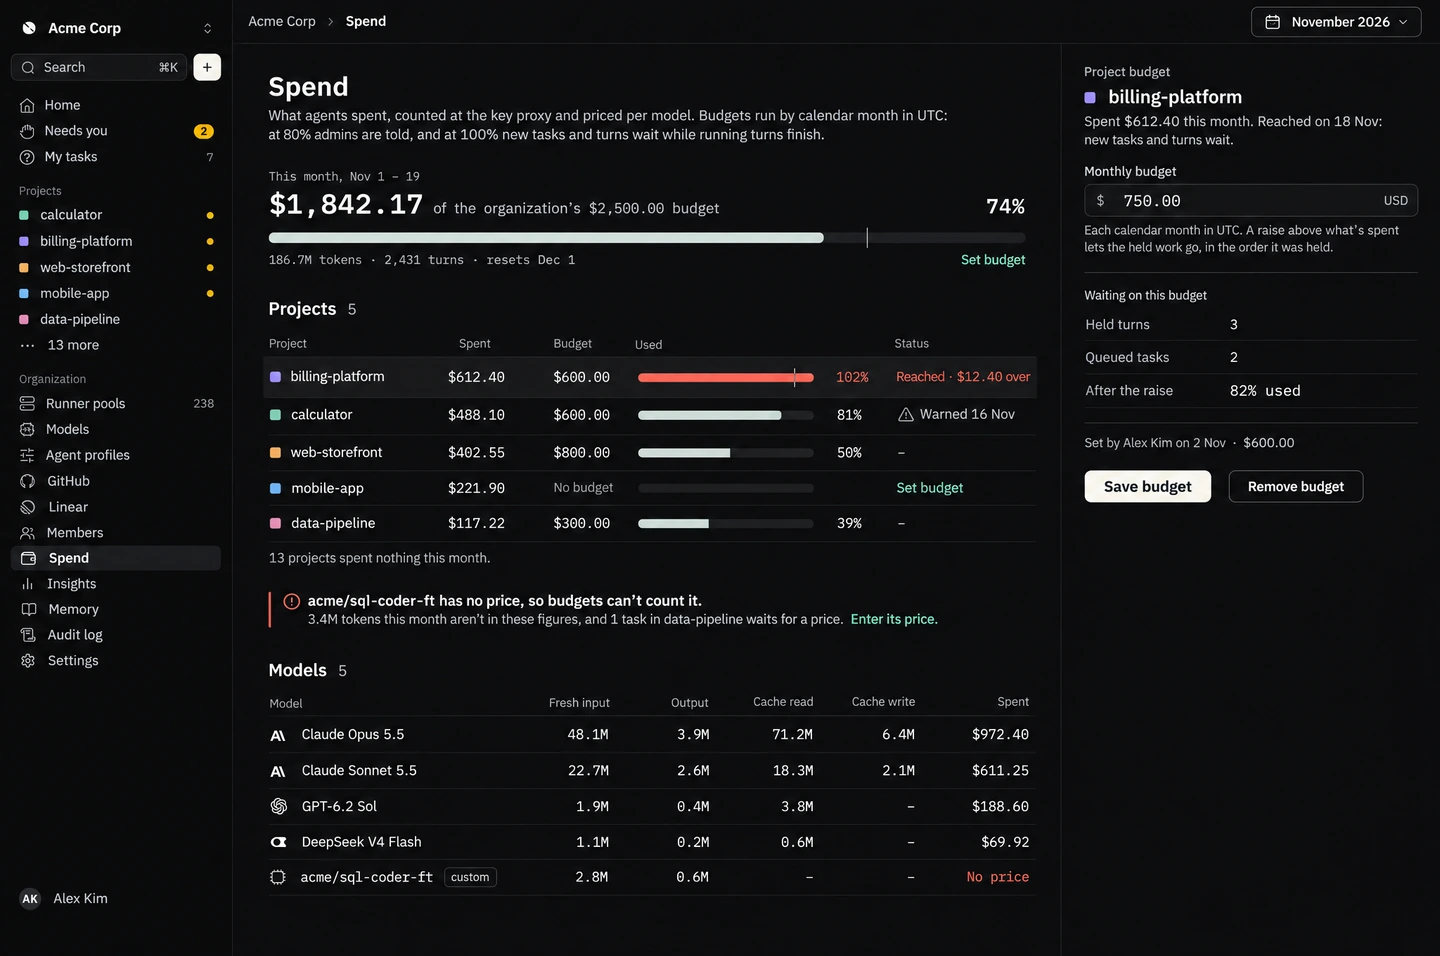 Acme Corp
Search ⌘K +
Home
Needs you 2
My tasks 7
Projects
calculator
billing-platform
web-storefront
mobile-app
data-pipeline
··· 13 more
Organization
Runner pools 238
Models
Agent profiles
GitHub
Linear
Members
Spend
Insights
Memory
Audit log
Settings
AK Alex Kim
Acme Corp > Spend
November 2026
Spend
What agents spent, counted at the key proxy and priced per model. Budgets run by calendar month in UTC:
at 80% admins are told, and at 100% new tasks and turns wait while running turns finish.
This month, Nov 1 – 19
$1,842.17 of the organization's $2,500.00 budget 74%
186.7M tokens · 2,431 turns · resets Dec 1 Set budget
Projects 5
Project Spent Budget Used Status
billing-platform $612.40 $600.00 102% Reached · $12.40 over
calculator $488.10 $600.00 81% Warned 16 Nov
web-storefront $402.55 $800.00 50% –
mobile-app $221.90 No budget Set budget
data-pipeline $117.22 $300.00 39% –
13 projects spent nothing this month.
acme/sql-coder-ft has no price, so budgets can't count it.
3.4M tokens this month aren't in these figures, and 1 task in data-pipeline waits for a price. Enter its price.
Models 5
Model Fresh input Output Cache read Cache write Spent
Claude Opus 5.5 48.1M 3.9M 71.2M 6.4M $972.40
Claude Sonnet 5.5 22.7M 2.6M 18.3M 2.1M $611.25
GPT-6.2 Sol 1.9M 0.4M 3.8M – $188.60
DeepSeek V4 Flash 1.1M 0.2M 0.6M – $69.92
acme/sql-coder-ft custom 2.8M 0.6M – – No price
Project budget
billing-platform
Spent $612.40 this month. Reached on 18 Nov:
new tasks and turns wait.
Monthly budget
$ 750.00 USD
Each calendar month in UTC. A raise above what's spent
lets the held work go, in the order it was held.
Waiting on this budget
Held turns 3
Queued tasks 2
After the raise 82% used
Set by Alex Kim on 2 Nov · $600.00
Save budget Remove budget